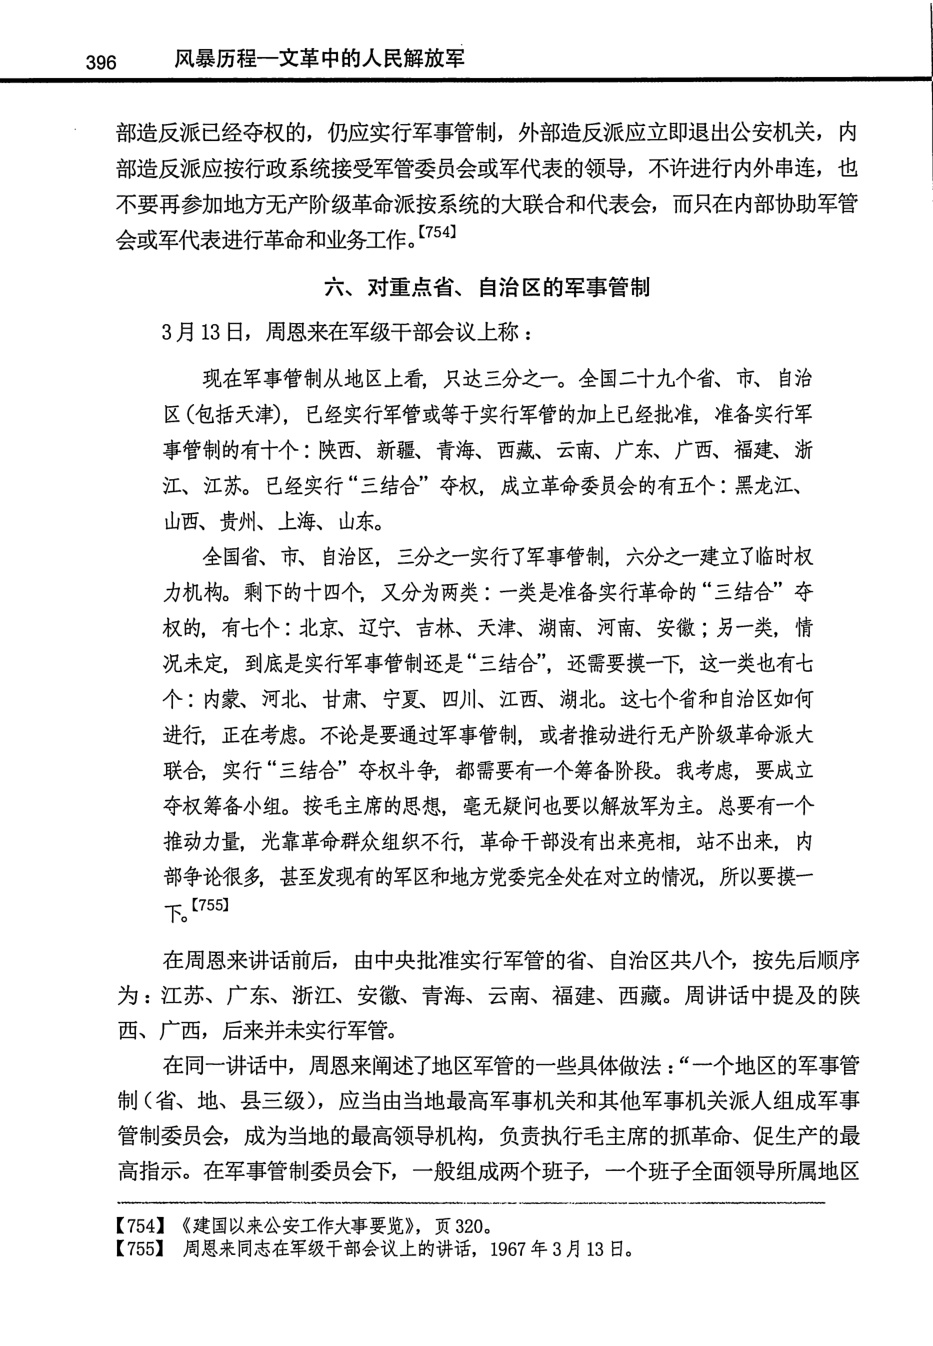 396 风暴历程—文革中的人民解放军
部造反派已经夺权的，仍应实行军事管制，外部造反派应立即退出公安机关，内
部造反派应按行政系统接受军管委员会或军代表的领导，不许进行内外串连，也
不要再参加地方无产阶级革命派按系统的大联合和代表会，而只在内部协助军管
会或军代表进行革命和业务工作。【754】
六、对重点省、自治区的军事管制
3月13日，周恩来在军级干部会议上称：
现在军事管制从地区上看，只达三分之一。全国二十九个省、市、自治
区（包括天津），已经实行军管或等于实行军管的加上已经批准，准备实行军
事管制的有十个：陕西、新疆、青海、西藏、云南、广东、广西、福建、浙
江、江苏。已经实行“三结合”夺权，成立革命委员会的有五个：黑龙江、
山西、贵州、上海、山东。
全国省、市、自治区，三分之一实行了军事管制，六分之一建立了临时权
力机构。剩下的十四个，又分为两类：一类是准备实行革命的“三结合”夺
权的，有七个：北京、辽宁、吉林、天津、湖南、河南、安徽；另一类，情
况未定，到底是实行军事管制还是“三结合”，还需要摸一下，这一类也有七
个：内蒙、河北、甘肃、宁夏、四川、江西、湖北。这七个省和自治区如何
进行，正在考虑。不论是要通过军事管制，或者推动进行无产阶级革命派大
联合，实行“三结合”夺权斗争，都需要有一个筹备阶段。我考虑，要成立
夺权筹备小组。按毛主席的思想，毫无疑问也要以解放军为主。总要有一个
推动力量，光靠革命群众组织不行，革命干部没有出来亮相，站不出来，内
部争论很多，甚至发现有的军区和地方党委完全处在对立的情况，所以要摸一
下。【755】
在周恩来讲话前后，由中央批准实行军管的省、自治区共八个，按先后顺序
为：江苏、广东、浙江、安徽、青海、云南、福建、西藏。周讲话中提及的陕
西、广西，后来并未实行军管。
在同一讲话中，周恩来阐述了地区军管的一些具体做法：“一个地区的军事管
制（省、地、县三级），应当由当地最高军事机关和其他军事机关派人组成军事
管制委员会，成为当地的最高领导机构，负责执行毛主席的抓革命、促生产的最
高指示。在军事管制委员会下，一般组成两个班子，一个班子全面领导所属地区
【754】《建国以来公安工作大事要览》，页320。
【755】 周恩来同志在军级干部会议上的讲话，1967年3月13日。